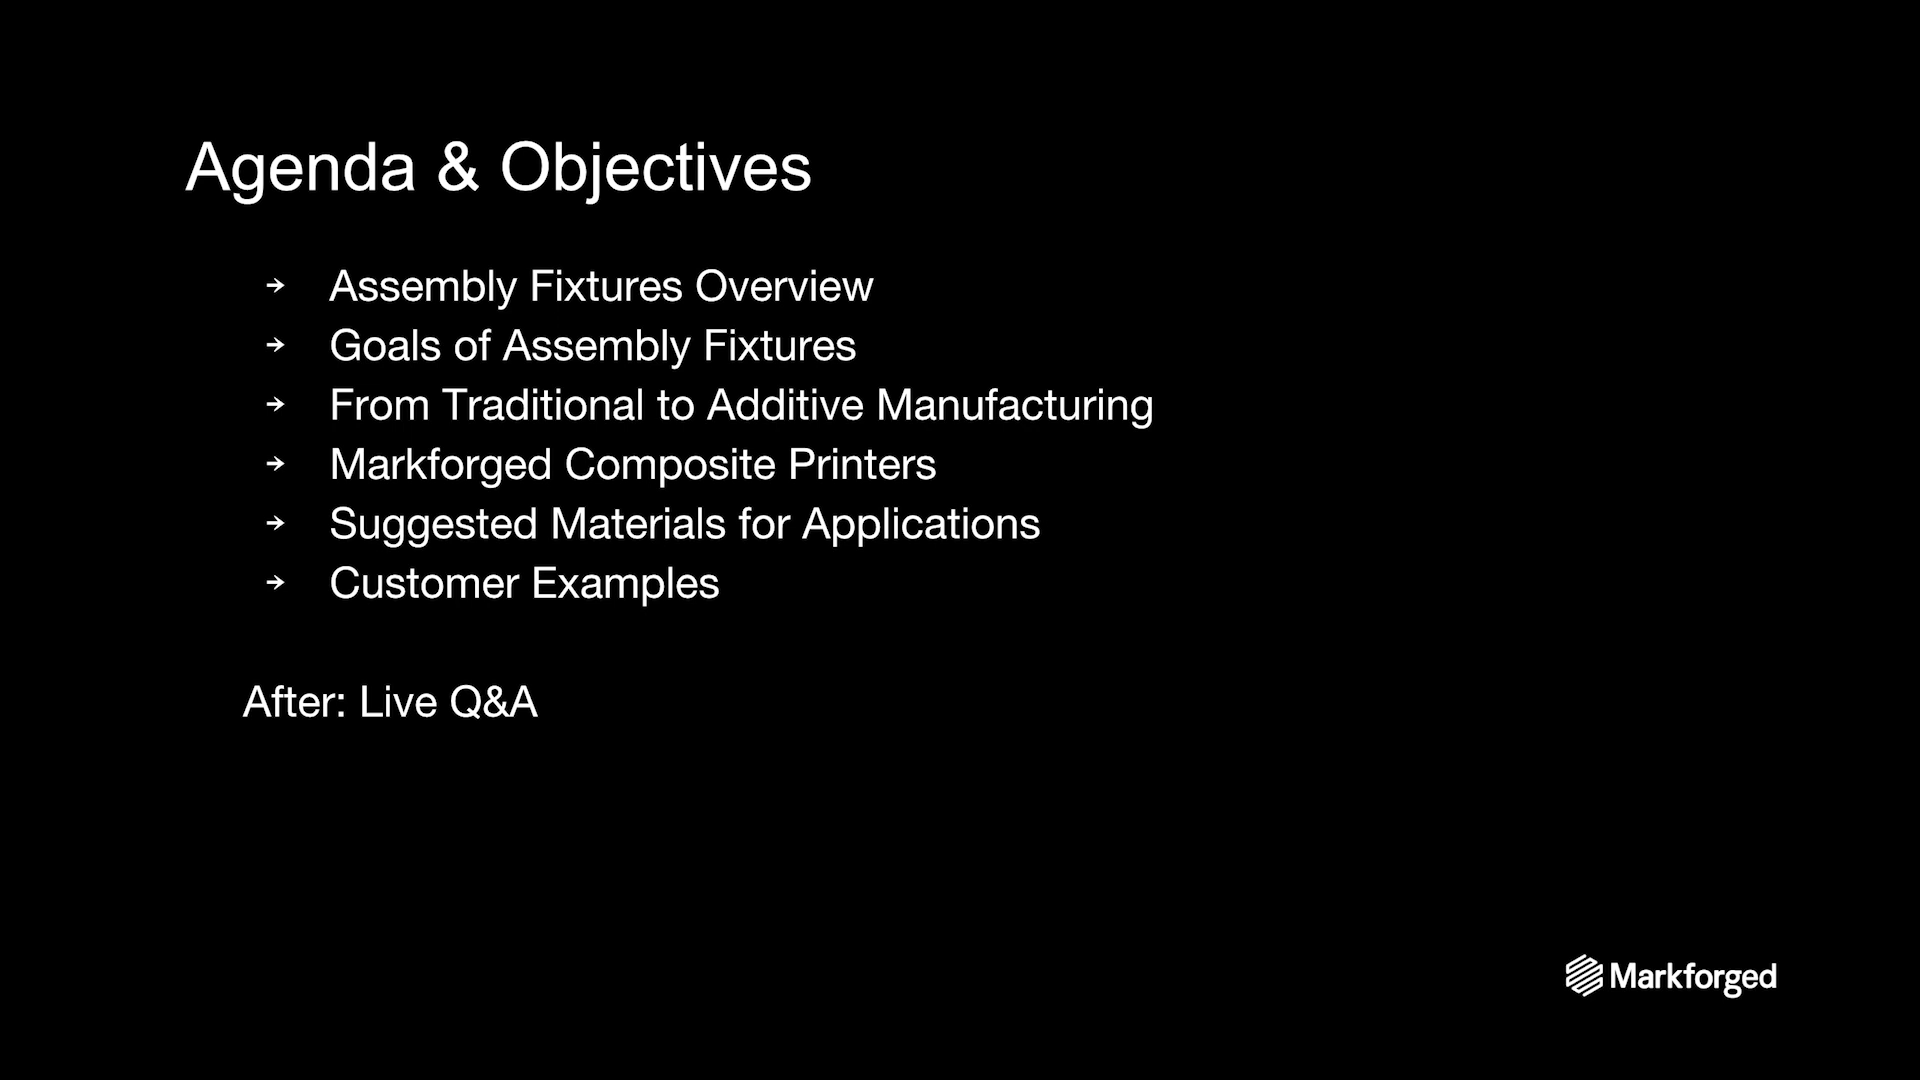 Agenda & Objectives
→ Assembly Fixtures Overview
→ Goals of Assembly Fixtures
→ From Traditional to Additive Manufacturing
→ Markforged Composite Printers
→ Suggested Materials for Applications
→ Customer Examples
After: Live Q&A
Markforged